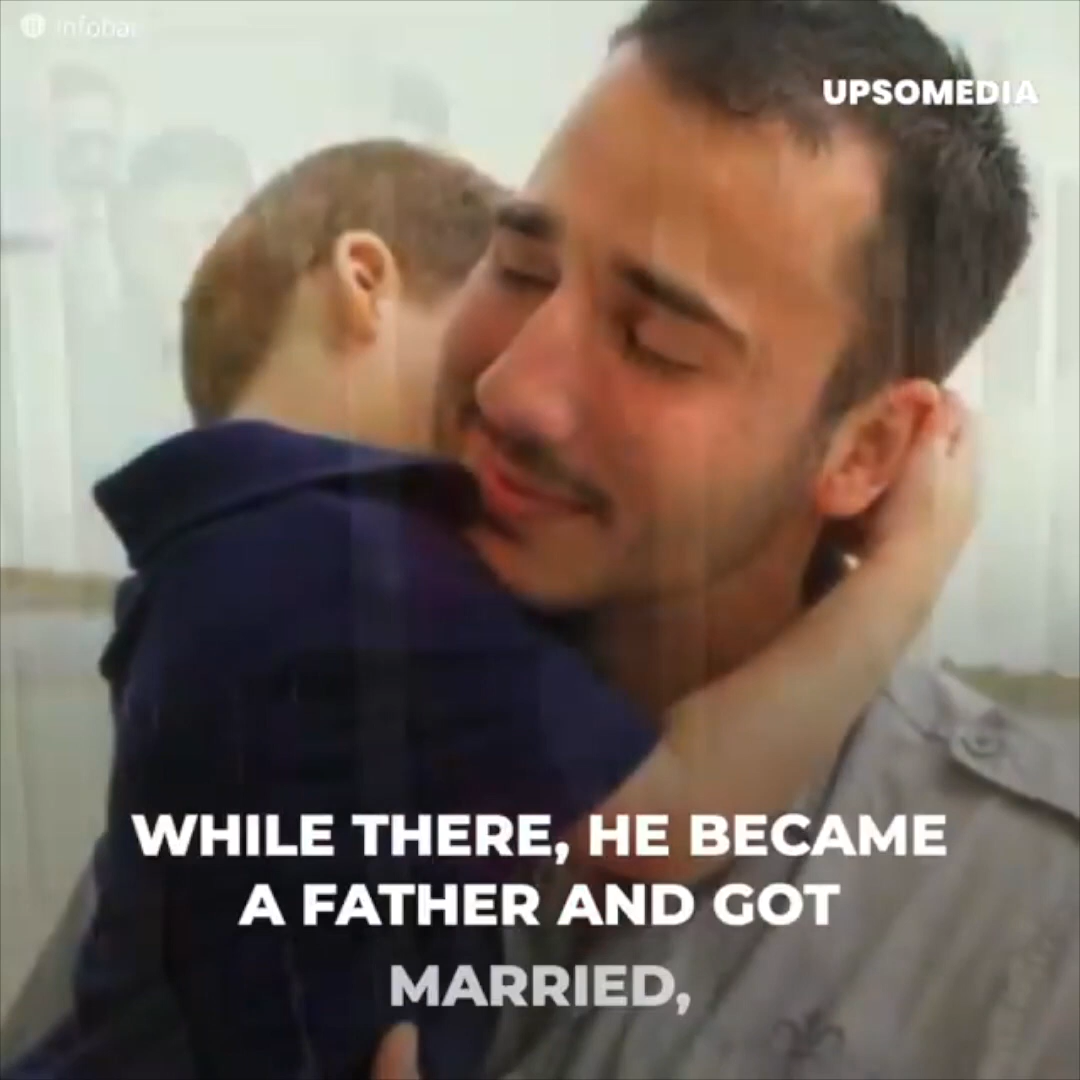 infobae
UPSOMEDIA
WHILE THERE, HE BECAME
A FATHER AND GOT
MARRIED,